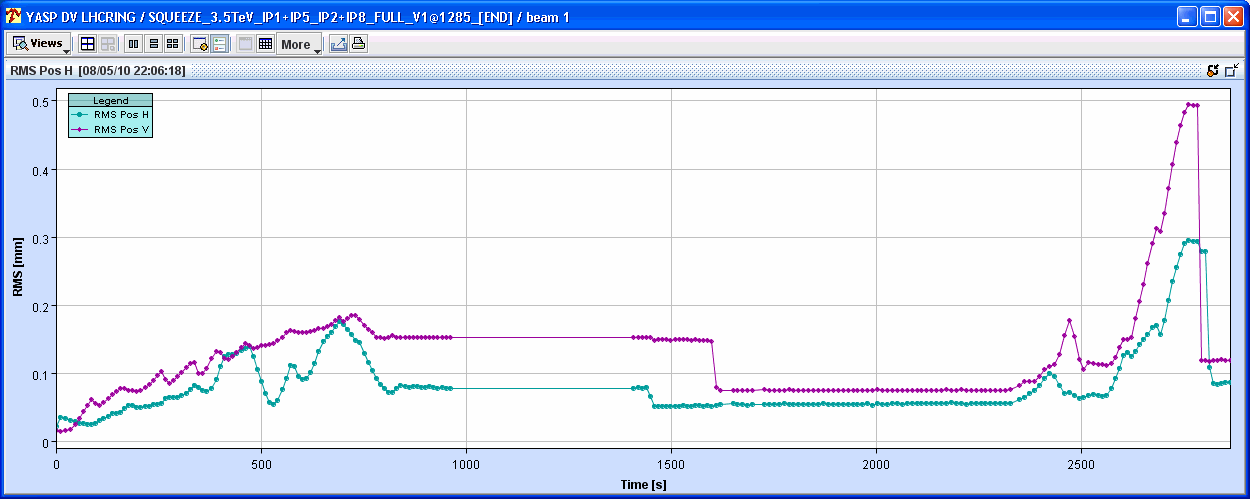 YASP DV LHCRING / SQUEEZE_3.5TeV_IP1+IP5_IP2+IP8_FULL_V1@1285_[END] / beam 1
Views
More
RMS Pos H [08/05/10 22:06:18]
Legend
RMS Pos H
RMS Pos V
0.5
0.4
0.3
0.2
0.1
0
RMS [mm]
0 500 1000 1500 2000 2500
Time [s]